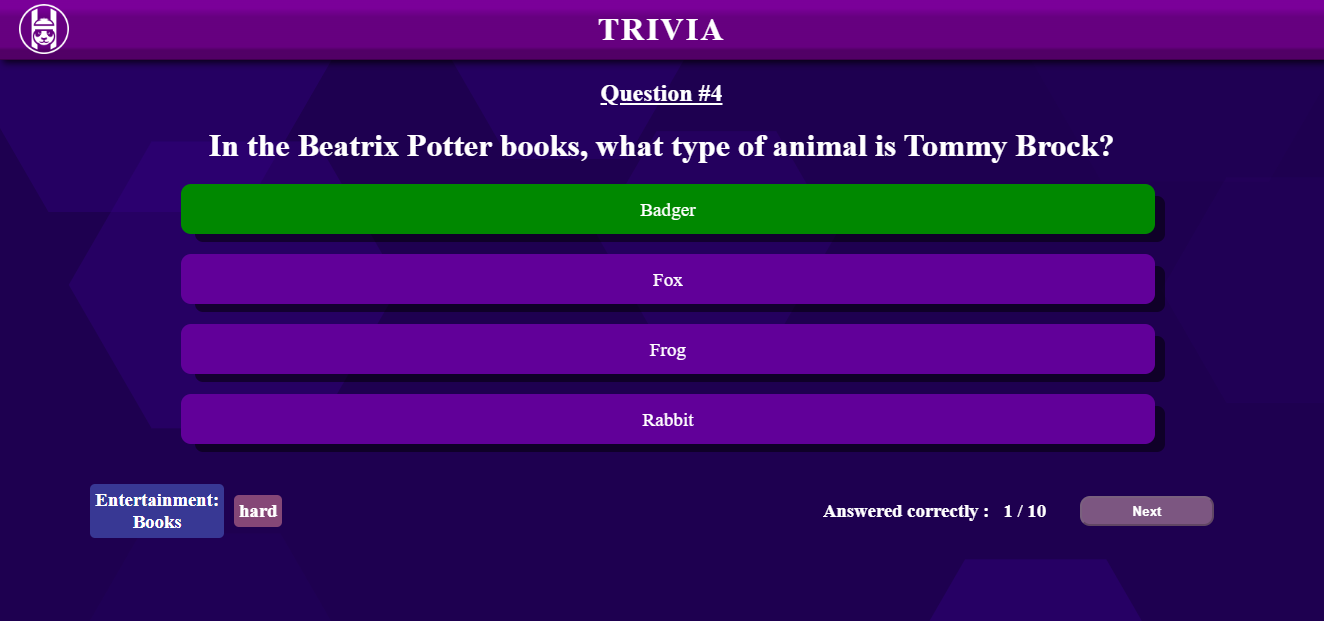 TRIVIA
Question #4
In the Beatrix Potter books, what type of animal is Tommy Brock?
Badger
Fox
Frog
Rabbit
Entertainment:
Books
hard
Answered correctly : 1 / 10
Next